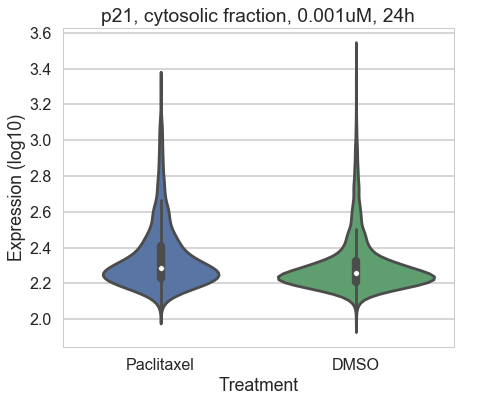 p21, cytosolic fraction, 0.001uM, 24h
Expression (log10)
3.6
3.4
3.2
3.0
2.8
2.6
2.4
2.2
2.0
Paclitaxel
DMSO
Treatment